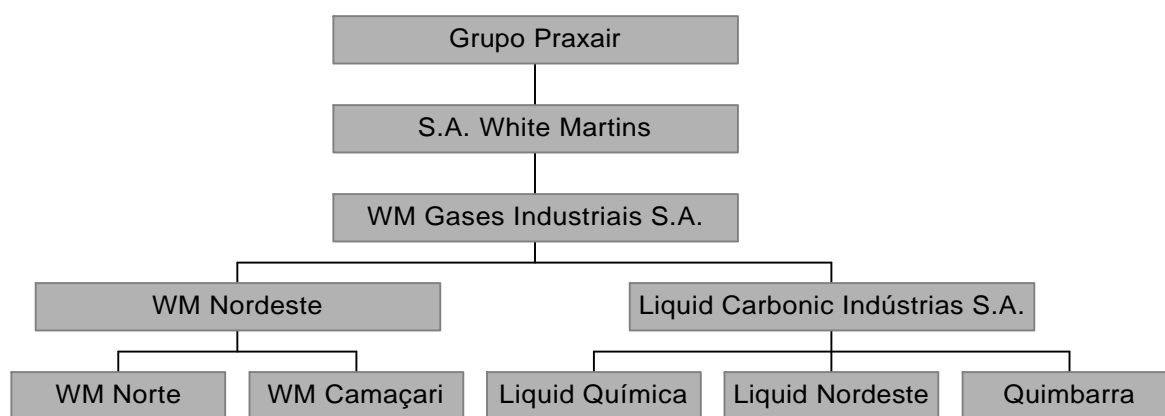 Grupo Praxair
S.A. White Martins
WM Gases Industriais S.A.
WM Nordeste
Liquid Carbonic Indústrias S.A.
WM Norte
WM Camaçari
Liquid Química
Liquid Nordeste
Quimbarra